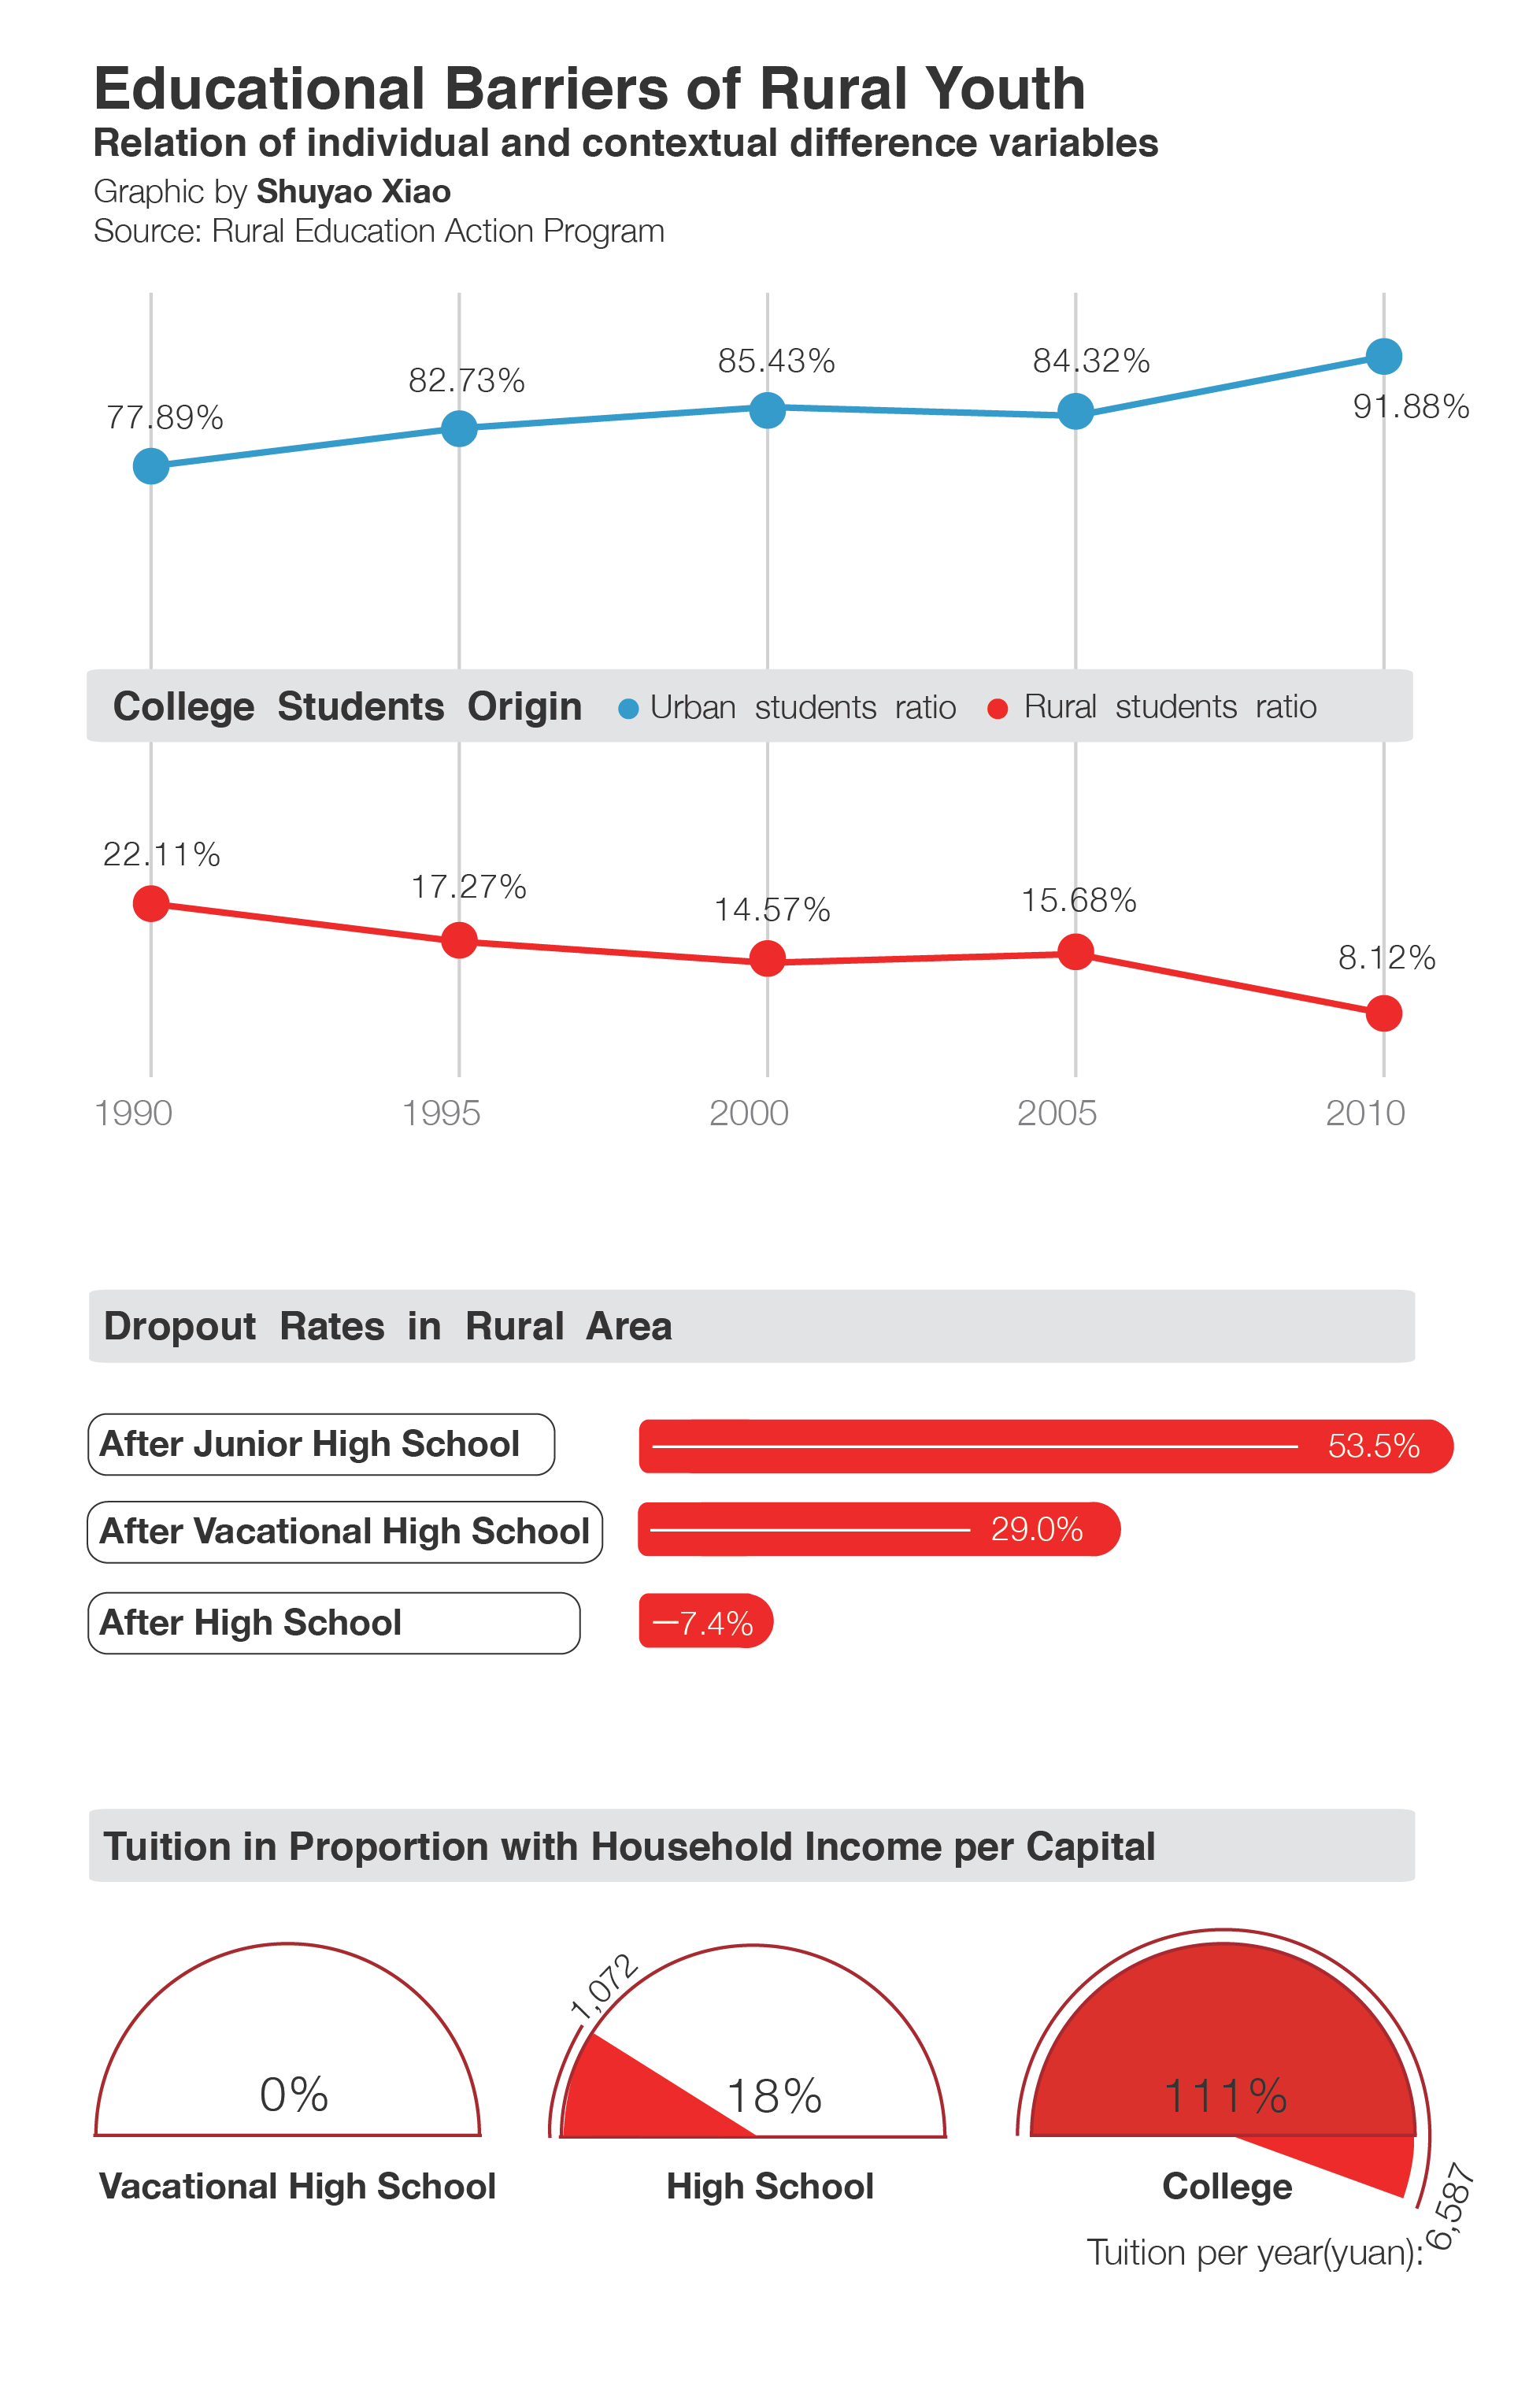 Educational Barriers of Rural Youth
Relation of individual and contextual difference variables
Graphic by Shuyao Xiao
Source: Rural Education Action Program
77.89%
82.73%
85.43%
84.32%
91.88%
College Students Origin Urban students ratio Rural students ratio
22.11%
17.27%
14.57%
15.68%
8.12%
1990 1995 2000 2005 2010
Dropout Rates in Rural Area
After Junior High School 53.5%
After Vacational High School 29.0%
After High School 7.4%
Tuition in Proportion with Household Income per Capital
0%
Vacational High School
1,072
18%
High School
111%
College
Tuition per year(yuan): 6,587